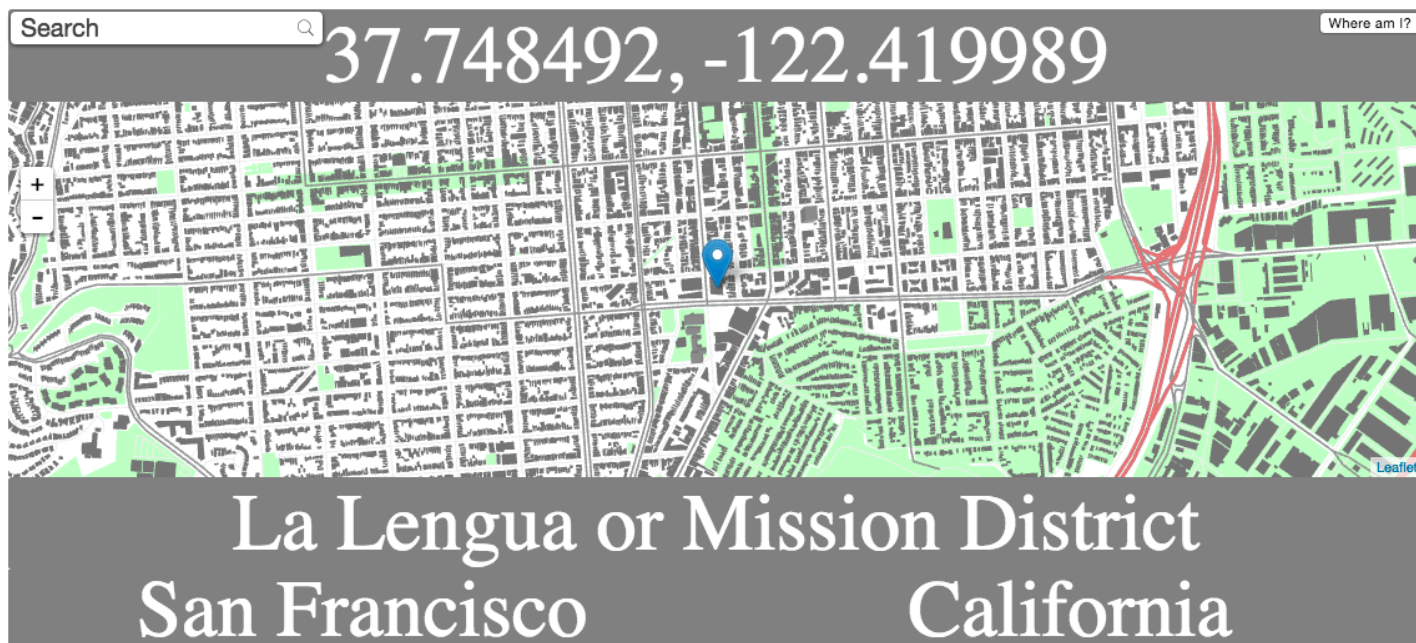 Search
Where am I?
37.748492, -122.419989
+
-
Leaflet
La Lengua or Mission District
San Francisco California